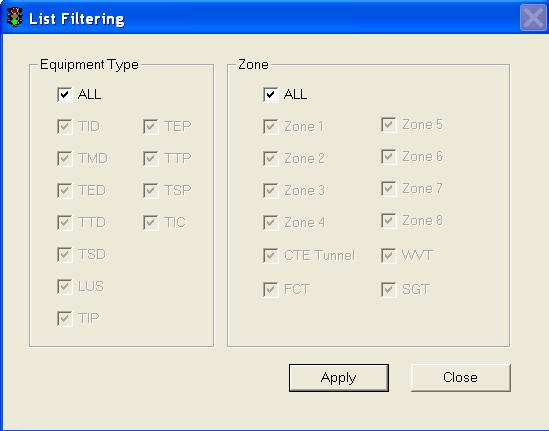 List Filtering
Equipment Type
ALL
TID
TEP
TMD
TTP
TED
TSP
TTD
TIC
TSD
LUS
TIP
Zone
ALL
Zone 1
Zone 5
Zone 2
Zone 6
Zone 3
Zone 7
Zone 4
Zone 8
CTE Tunnel
WVT
FCT
SGT
Apply
Close